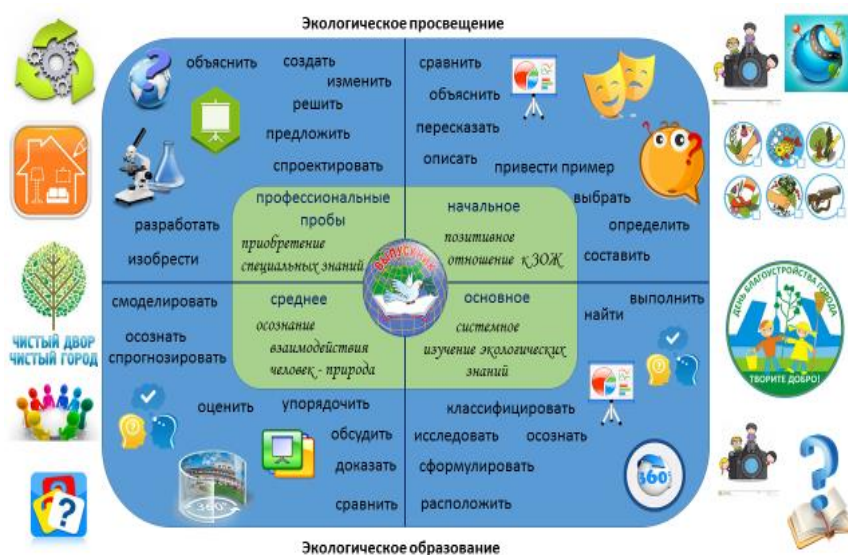 Экологическое просвещение
объяснить
создать
изменить
решить
предложить
спроектировать
разработать
изобрести
профессиональные
пробы
приобретение
специальных знаний
сравнить
объяснить
пересказать
описать
привести пример
выбрать
определить
составить
начальное
позитивное
отношение к ЗОЖ
ВЫПУСКНИК
смоделировать
осознать
спрогнозировать
среднее
осознание
взаимодействия
человек - природа
оценить
упорядочить
обсудить
доказать
сравнить
360°
основное
системное
изучение экологических
знаний
выполнить
найти
классифицировать
исследовать осознать
сформулировать
расположить
360°
ЧИСТЫЙ ДВОР
ЧИСТЫЙ ГОРОД
ДЕНЬ БЛАГОУСТРОЙСТВА ГОРОДА
ТВОРИТЕ ДОБРО!
Экологическое образование